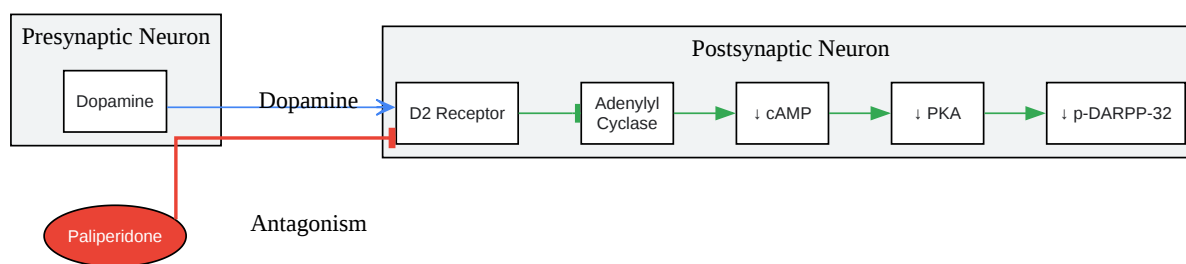 Presynaptic Neuron
Dopamine
Dopamine
Postsynaptic Neuron
D2 Receptor
Adenylyl
Cyclase
↓ cAMP
↓ PKA
↓ p-DARPP-32
Antagonism
Paliperidone